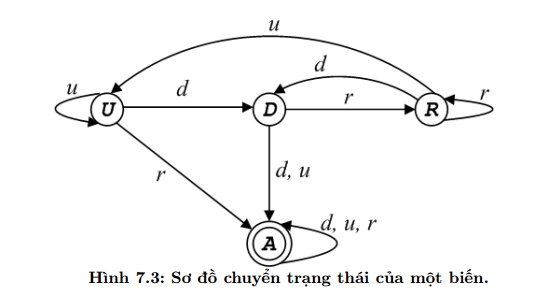 u
d
u
d
r
r
U
D
R
r
d, u
d, u, r
A
Hình 7.3: Sơ đồ chuyển trạng thái của một biến.